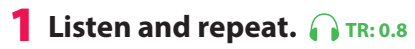 1 Listen and repeat. TR: 0.8